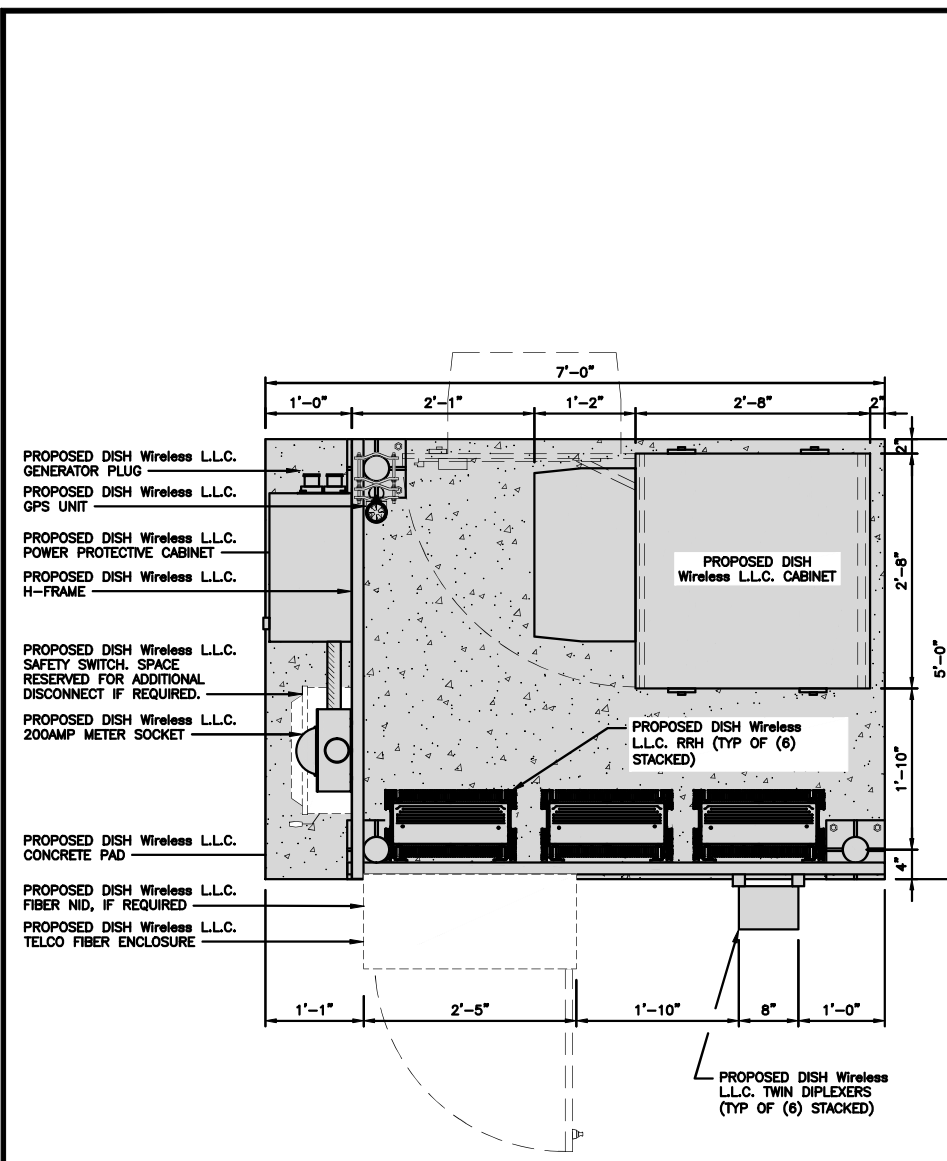 7'-0"
1'-0"
2'-1"
1'-2"
2'-8"
2"
PROPOSED DISH Wireless L.L.C.
GENERATOR PLUG
PROPOSED DISH Wireless L.L.C.
GPS UNIT
PROPOSED DISH Wireless L.L.C.
POWER PROTECTIVE CABINET
PROPOSED DISH Wireless L.L.C.
H-FRAME
PROPOSED DISH Wireless L.L.C.
SAFETY SWITCH. SPACE
RESERVED FOR ADDITIONAL
DISCONNECT IF REQUIRED.
PROPOSED DISH Wireless L.L.C.
200AMP METER SOCKET
PROPOSED DISH Wireless L.L.C.
CONCRETE PAD
PROPOSED DISH Wireless L.L.C.
FIBER NID, IF REQUIRED
PROPOSED DISH Wireless L.L.C.
TELCO FIBER ENCLOSURE
PROPOSED DISH
Wireless L.L.C. CABINET
PROPOSED DISH Wireless
L.L.C. RRH (TYP OF (6)
STACKED)
2"
2'-8"
5'-0"
1'-10"
4"
1'-1"
2'-5"
1'-10"
8"
1'-0"
PROPOSED DISH Wireless
L.L.C. TWIN DIPLEXERS
(TYP OF (6) STACKED)